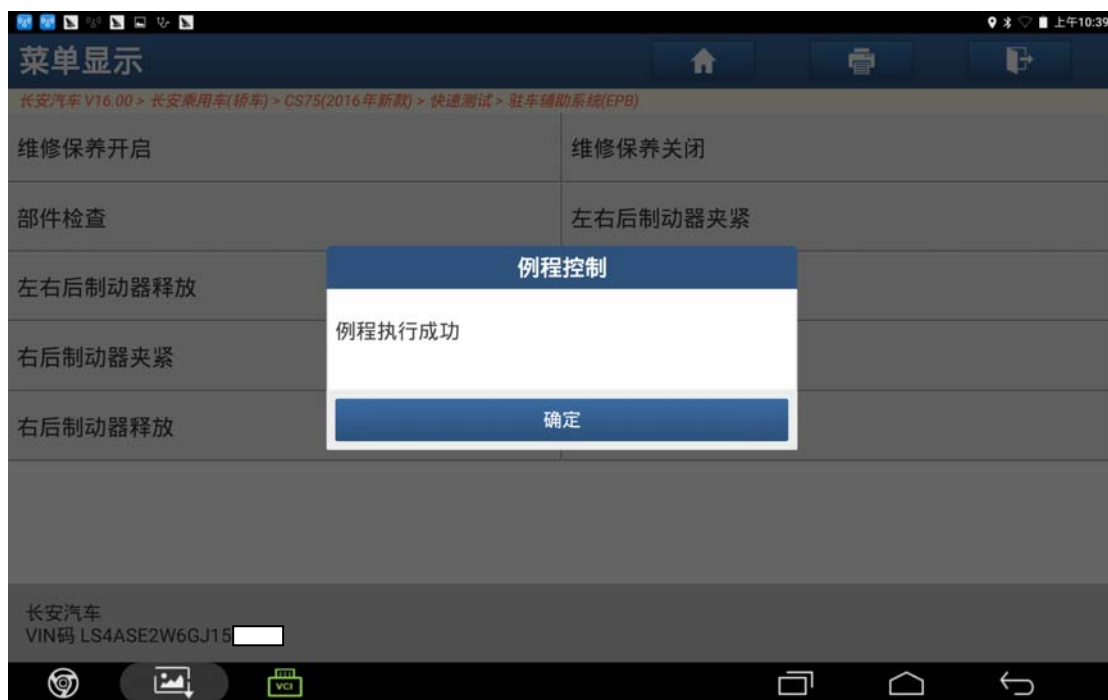 上午10:39
菜单显示
长安汽车 V16.00 > 长安乘用车(轿车) > CS75(2016年新款) > 快速测试 > 驻车辅助系统(EPB)
维修保养开启
维修保养关闭
部件检查
左右后制动器夹紧
左右后制动器释放
右后制动器夹紧
右后制动器释放
例程控制
例程执行成功
确定
长安汽车
VIN码 LS4ASE2W6GJ15
VCI